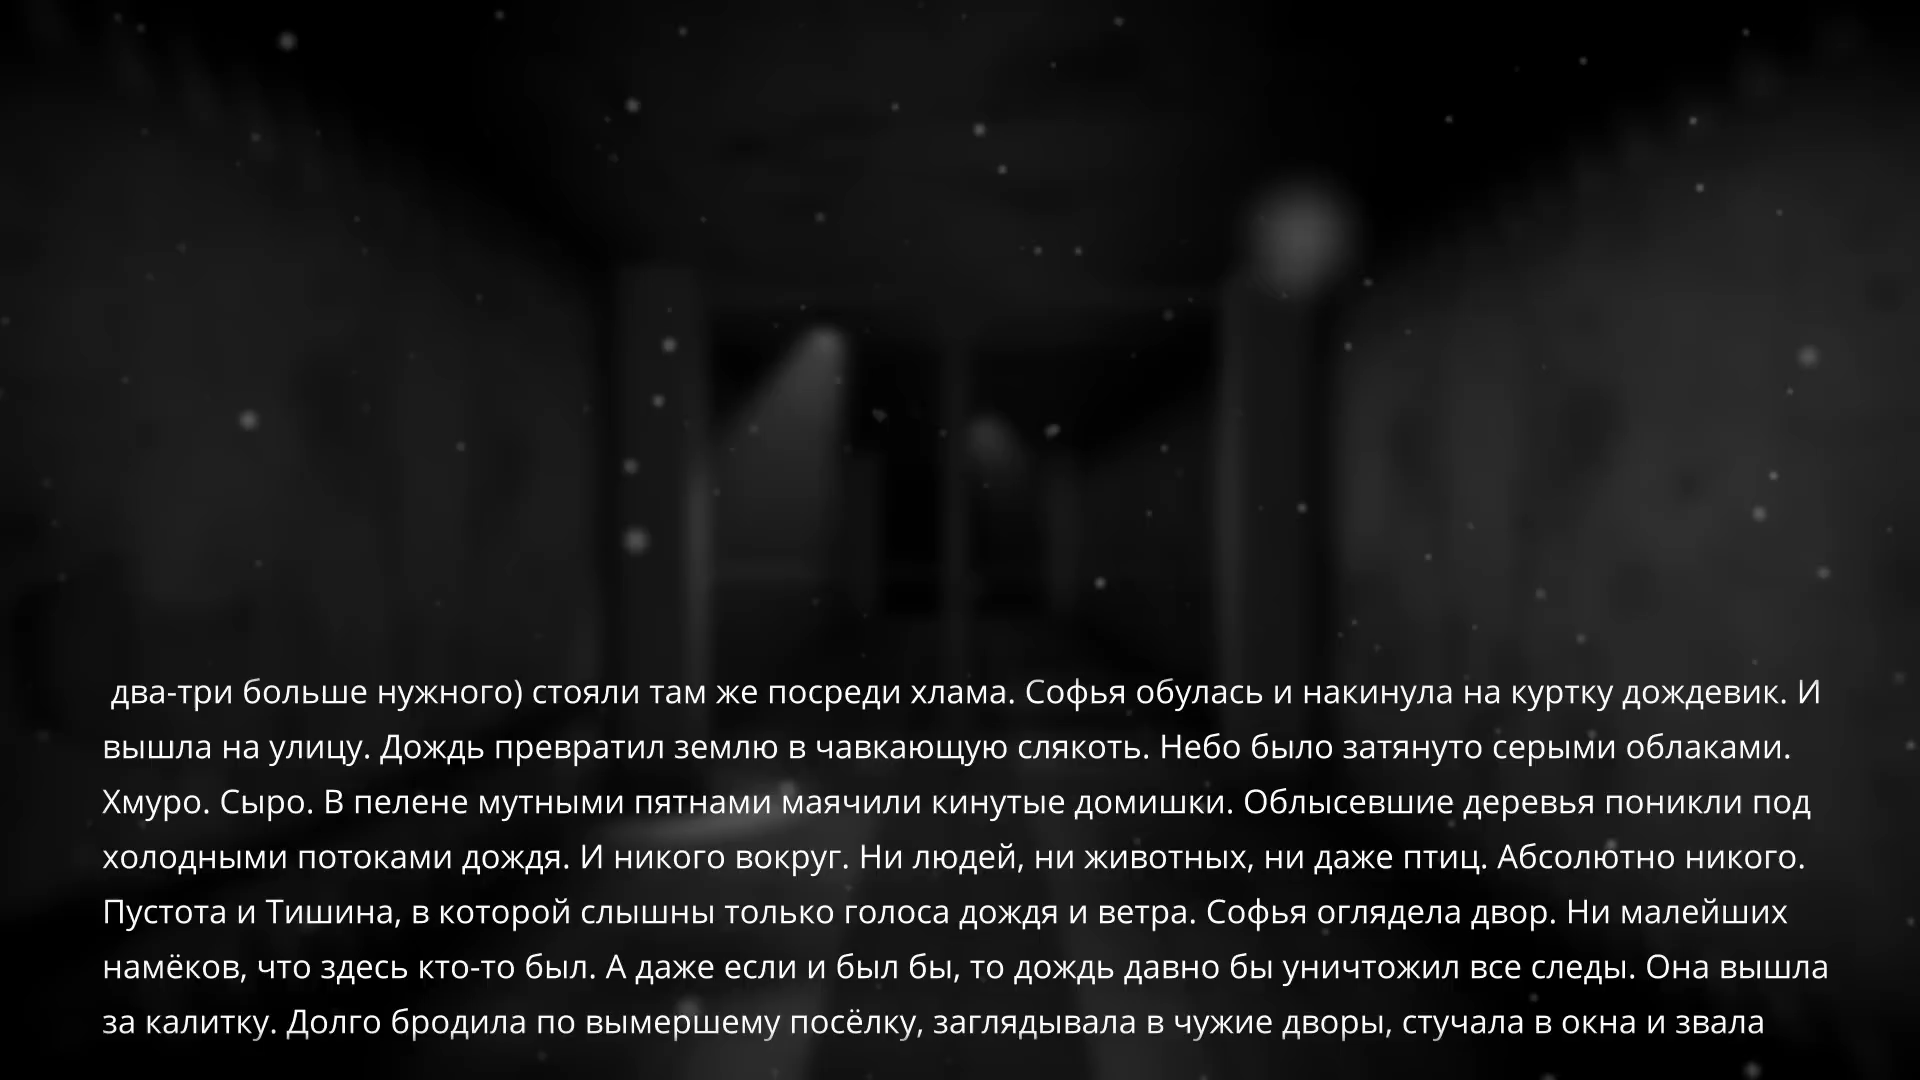 два-три больше нужного) стояли там же посреди хлама. Софья обулась и накинула на куртку дождевик. И
вышла на улицу. Дождь превратил землю в чавкающую слякоть. Небо было затянуто серыми облаками.
Хмуро. Сыро. В пелене мутными пятнами маячили кинутые домишки. Облысевшие деревья поникли под
холодными потоками дождя. И никого вокруг. Ни людей, ни животных, ни даже птиц. Абсолютно никого.
Пустота и Тишина, в которой слышны только голоса дождя и ветра. Софья оглядела двор. Ни малейших
намёков, что здесь кто-то был. А даже если и был бы, то дождь давно бы уничтожил все следы. Она вышла
за калитку. Долго бродила по вымершему посёлку, заглядывала в чужие дворы, стучала в окна и звала